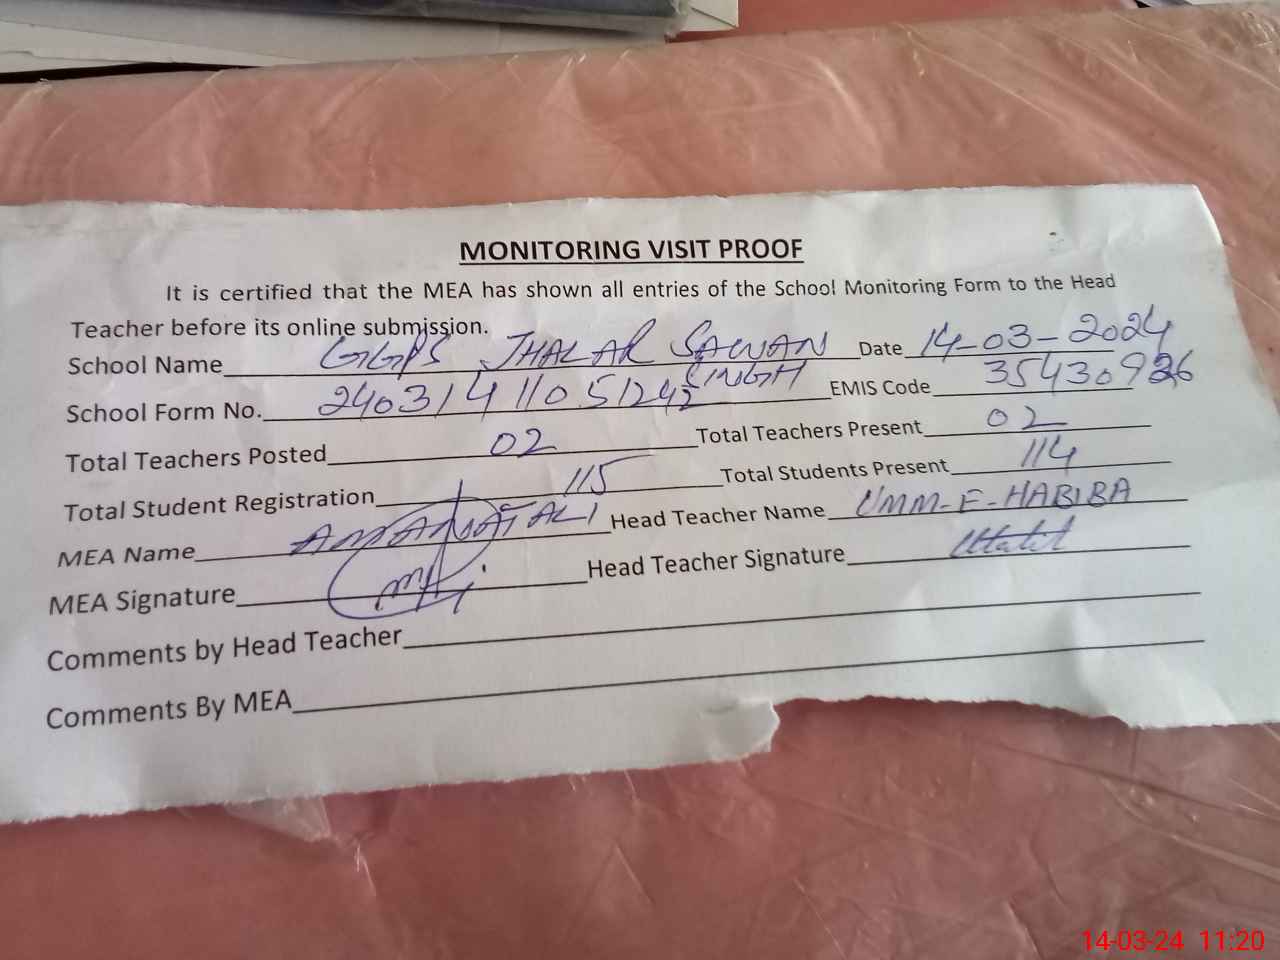 MONITORING VISIT PROOF
It is certified that the MEA has shown all entries of the School Monitoring Form to the Head
Teacher before its online submission.
School Name GGPS JHALAR SAWAN SINGH Date 14-03-2024
School Form No. 24031411051242 EMIS Code 35430926
Total Teachers Posted 02 Total Teachers Present 02
Total Student Registration 115 Total Students Present 114
MEA Name AMANAT ALI Head Teacher Name UMM-E-HABIBA
MEA Signature Head Teacher Signature
Comments by Head Teacher
Comments By MEA
14-03-24 11:20